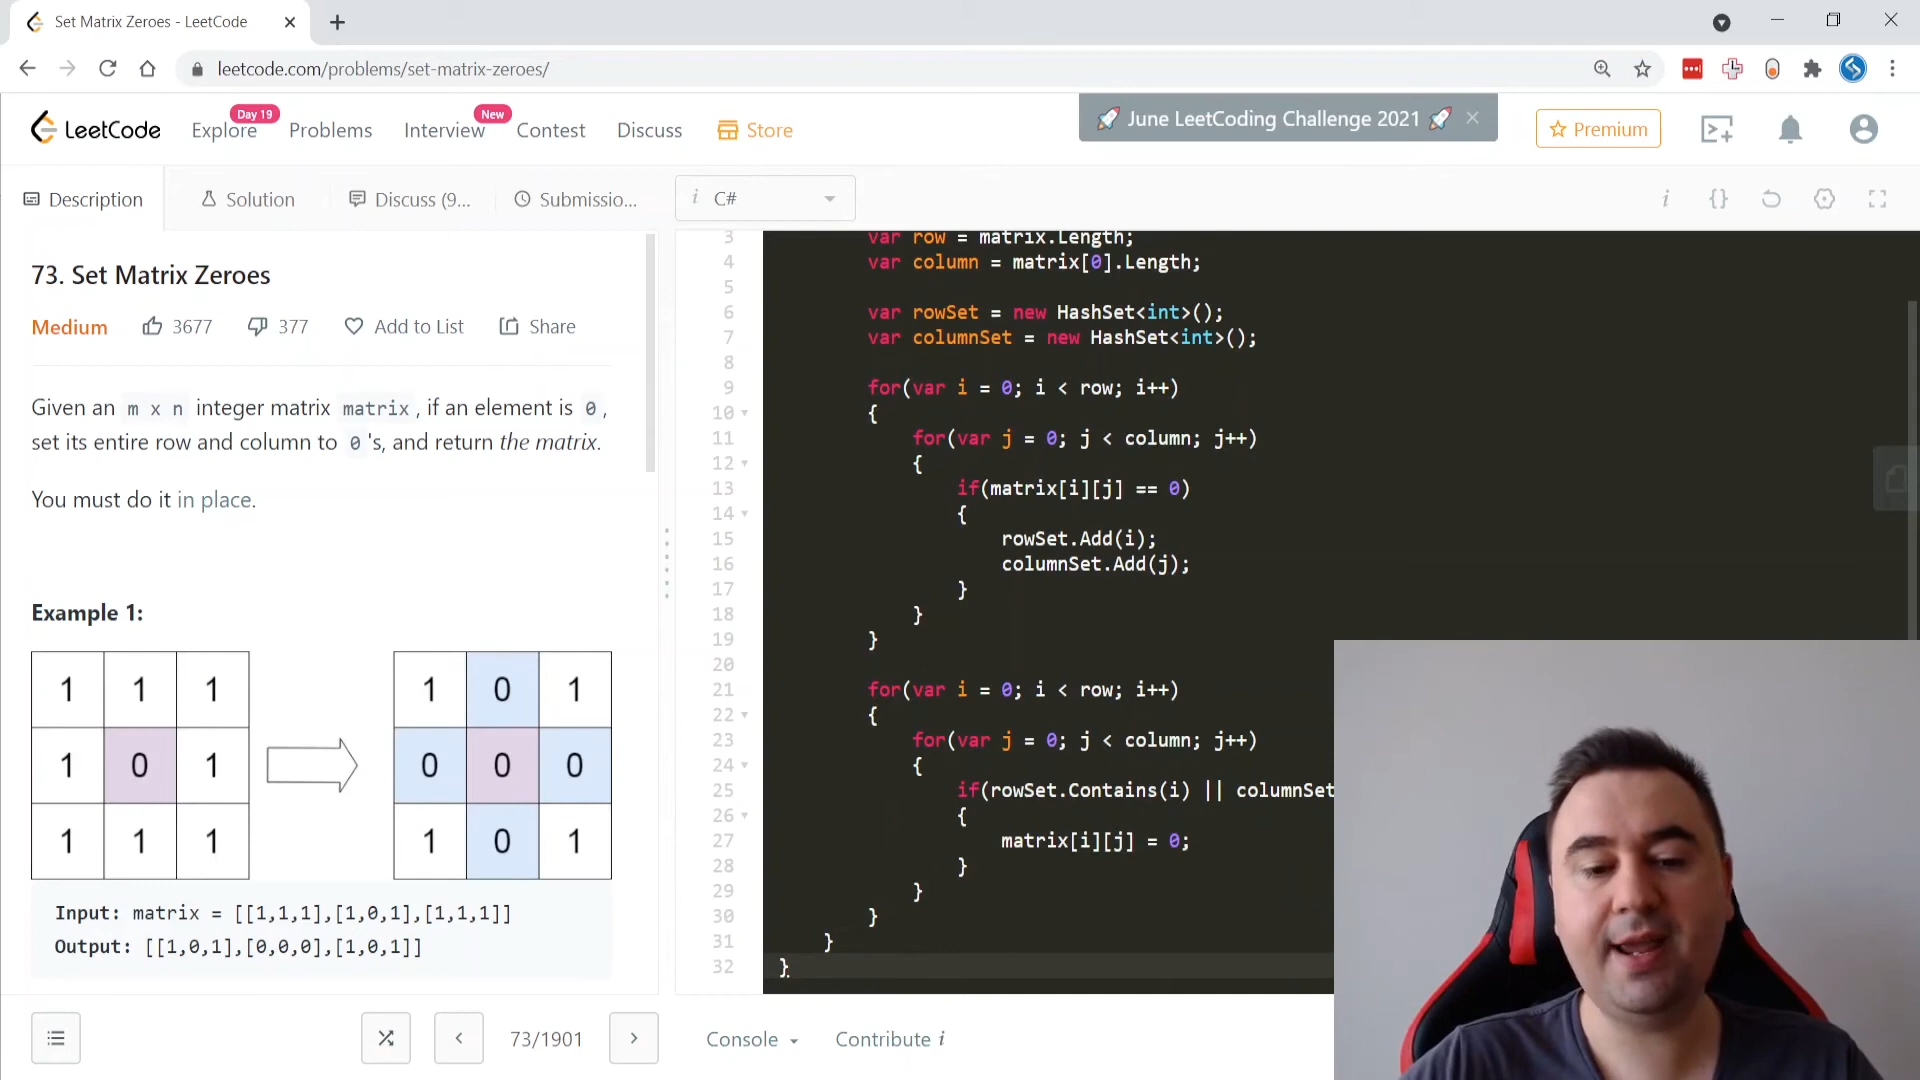 Set Matrix Zeroes - LeetCode
leetcode.com/problems/set-matrix-zeroes/
LeetCode
Explore
Day 19
Problems
Interview
New
Contest
Discuss
Store
🚀 June LeetCoding Challenge 2021 🚀
Premium
Description
Solution
Discuss (9...
Submissio...
i C#
73. Set Matrix Zeroes
Medium 3677 377 Add to List Share
Given an m x n integer matrix matrix, if an element is 0,
set its entire row and column to 0's, and return the matrix.
You must do it in place.
Example 1:
1 1 1
1 0 1
1 1 1
1 0 1
0 0 0
1 0 1
Input: matrix = [[1,1,1],[1,0,1],[1,1,1]]
Output: [[1,0,1],[0,0,0],[1,0,1]]
3 var row = matrix.Length;
4 var column = matrix[0].Length;
5
6 var rowSet = new HashSet<int>();
7 var columnSet = new HashSet<int>();
8
9 for(var i = 0; i < row; i++)
10 {
11 for(var j = 0; j < column; j++)
12 {
13 if(matrix[i][j] == 0)
14 {
15 rowSet.Add(i);
16 columnSet.Add(j);
17 }
18 }
19 }
20
21 for(var i = 0; i < row; i++)
22 {
23 for(var j = 0; j < column; j++)
24 {
25 if(rowSet.Contains(i) || columnSet
26 {
27 matrix[i][j] = 0;
28 }
29 }
30 }
31 }
32 }
73/1901
Console
Contribute i